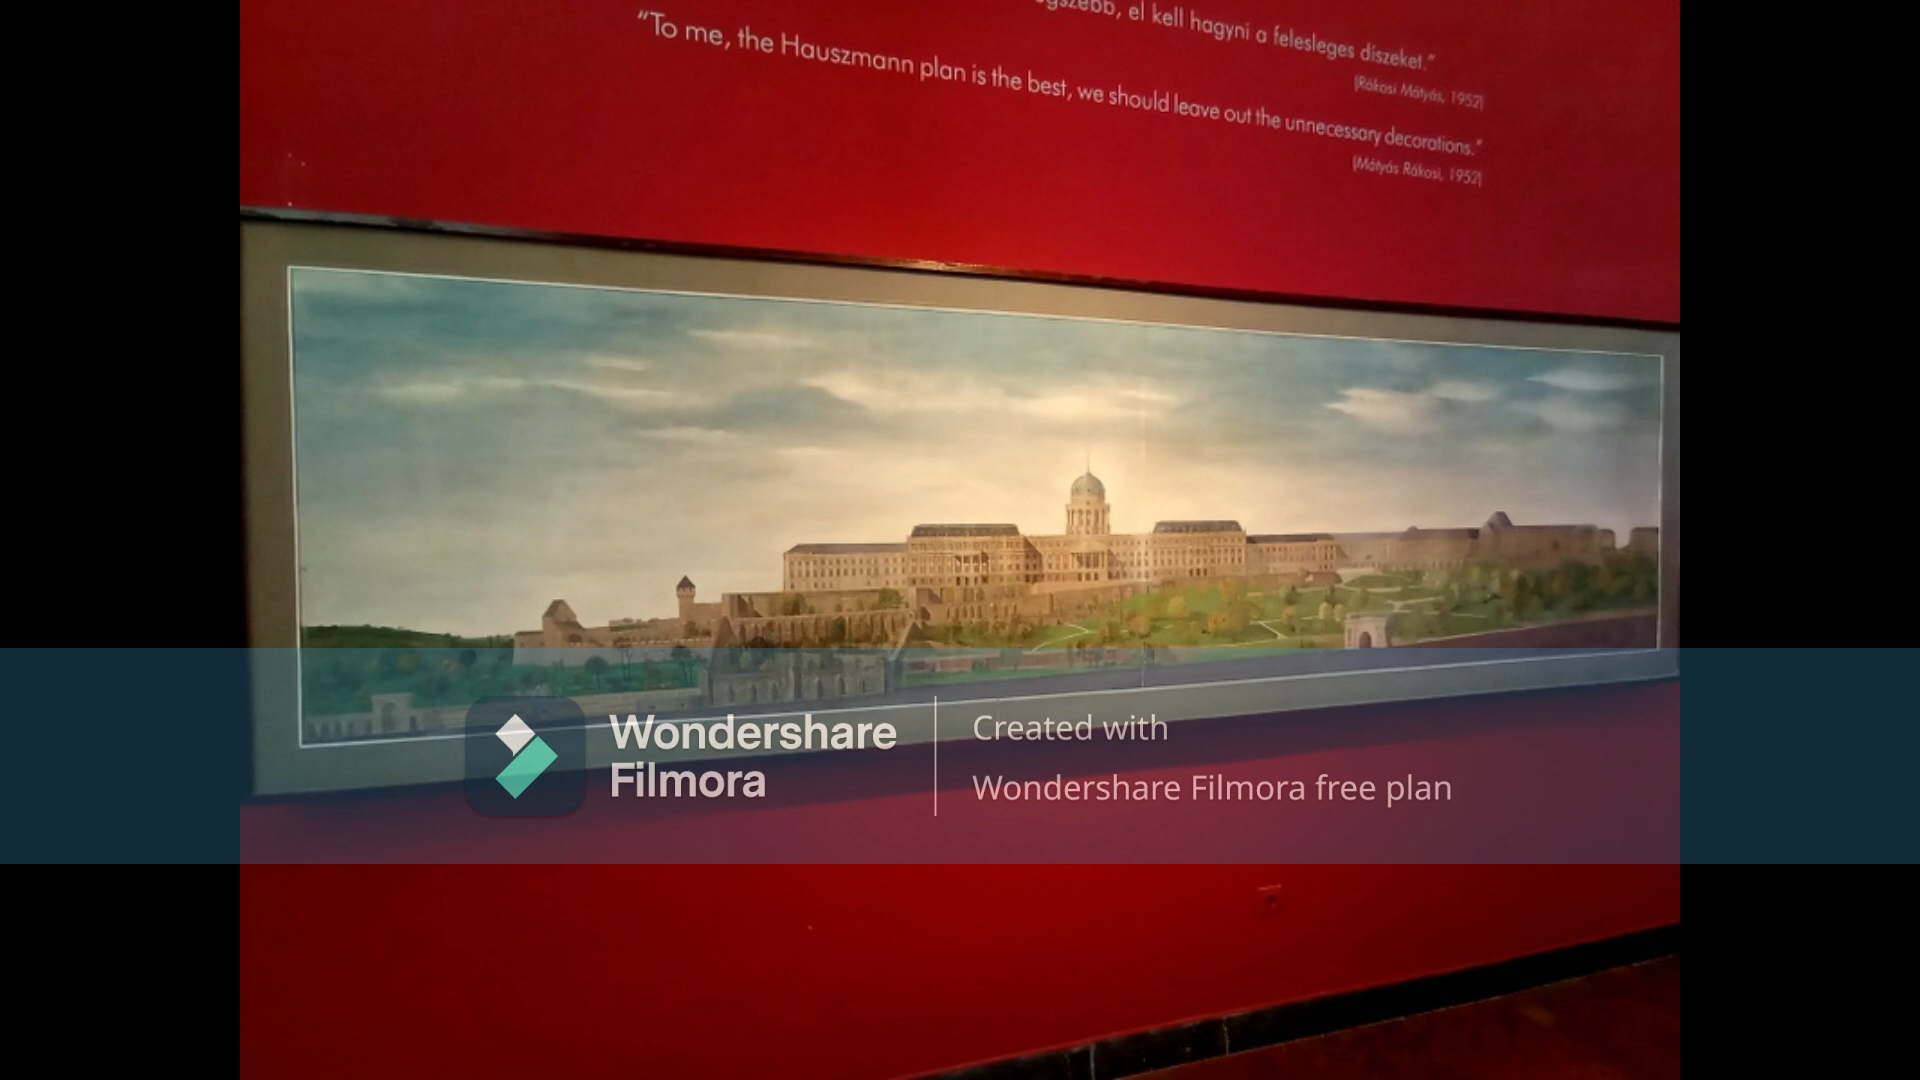 el kell hagyni a felesleges díszeket.”
(Rákosi Mátyás, 1952)
“To me, the Hauszmann plan is the best, we should leave out the unnecessary decorations.”
(Mátyás Rákosi, 1952)
Wondershare
Filmora
Created with
Wondershare Filmora free plan